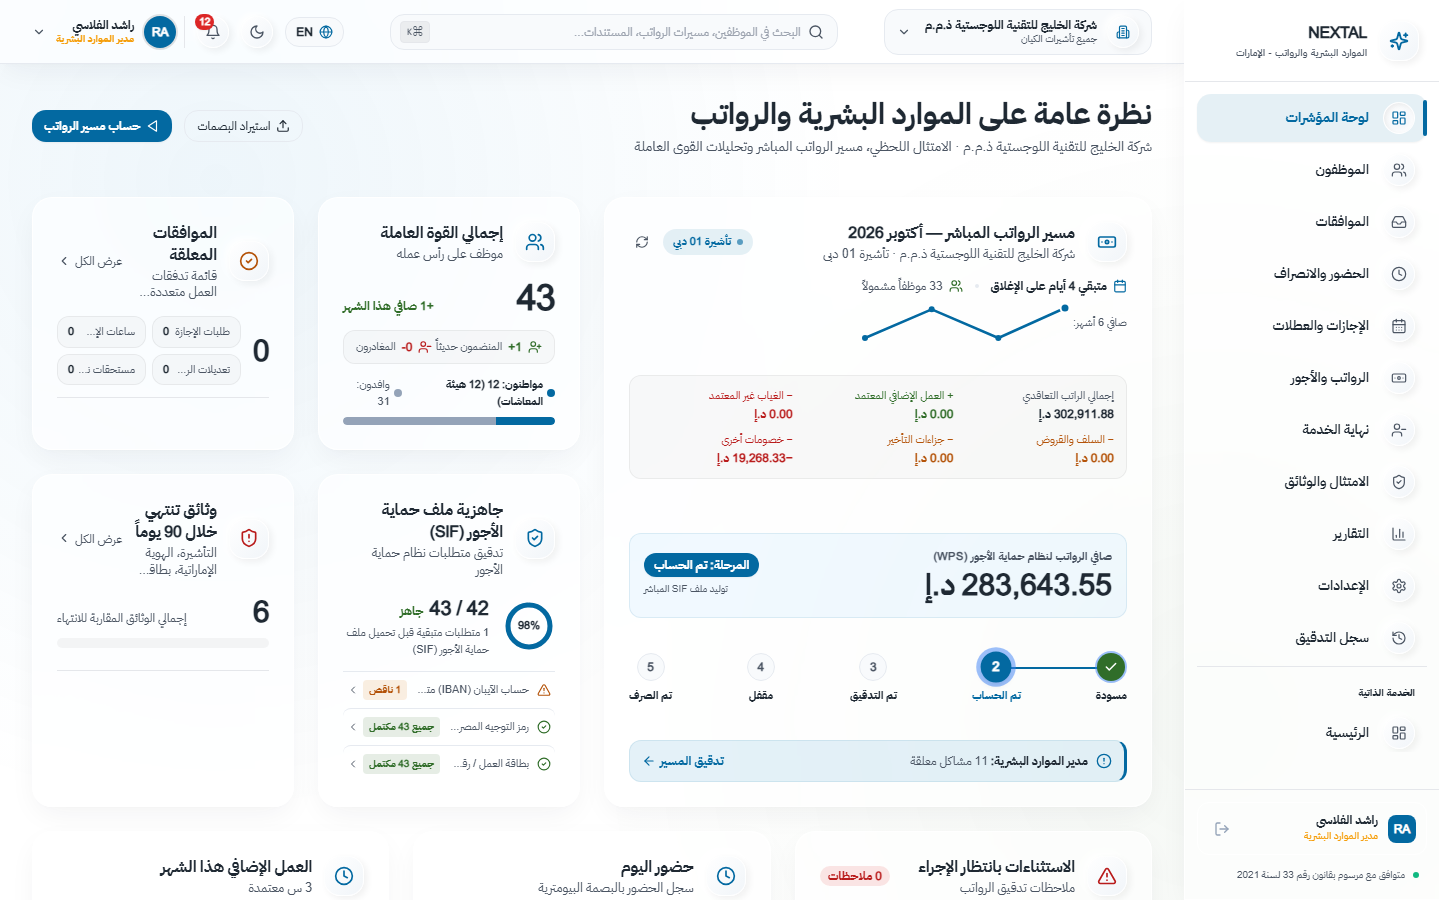 NEXTAL
الموارد البشرية والرواتب - الإمارات
لوحة المؤشرات
الموظفون
الموافقات
الحضور والانصراف
الإجازات والعطلات
الرواتب والأجور
نهاية الخدمة
الامتثال والوثائق
التقارير
الإعدادات
سجل التدقيق
الخدمة الذاتية
الرئيسية
RA
راشد الفلاسي
مدير الموارد البشرية
متوافق مع مرسوم بقانون رقم 33 لسنة 2021
شركة الخليج للتقنية اللوجستية ذ.م.م
جميع تأشيرات الكيان
البحث في الموظفين، مسيرات الرواتب، المستندات...
⌘K
EN
12
RA
راشد الفلاسي
مدير الموارد البشرية
نظرة عامة على الموارد البشرية والرواتب
شركة الخليج للتقنية اللوجستية ذ.م.م · الامتثال اللحظي، مسير الرواتب المباشر وتحليلات القوى العاملة
استيراد البصمات
حساب مسير الرواتب
مسير الرواتب المباشر — أكتوبر 2026
شركة الخليج للتقنية اللوجستية ذ.م.م · تأشيرة 01 دبي
تأشيرة 01 دبي
متبقي 4 أيام على الإغلاق
33 موظفاً مشمولاً
صافي 6 أشهر:
إجمالي الراتب التعاقدي
302,911.88 د.إ
+ العمل الإضافي المعتمد
0.00 د.إ
− الغياب غير المعتمد
0.00 د.إ
− السلف والقروض
0.00 د.إ
− جزاءات التأخير
0.00 د.إ
− خصومات أخرى
−19,268.33 د.إ
صافي الرواتب لنظام حماية الأجور (WPS)
283,643.55 د.إ
المرحلة: تم الحساب
توليد ملف SIF المباشر
مسودة
2
تم الحساب
3
تم التدقيق
4
مقفل
5
تم الصرف
مدير الموارد البشرية: 11 مشاكل معلقة
تدقيق المسير
إجمالي القوة العاملة
موظف على رأس عمله
43
+1 صافي هذا الشهر
+1 المنضمون حديثاً
-0 المغادرون
مواطنون: 12 (12 هيئة المعاشات)
وافدون: 31
الموافقات المعلقة
قائمة تدفقات العمل متعددة...
عرض الكل
0
طلبات الإجازة 0
ساعات الإ... 0
تعديلات الر... 0
مستحقات نـ... 0
جاهزية ملف حماية الأجور (SIF)
تدقيق متطلبات نظام حماية الأجور
98%
43 / 42 جاهز
1 متطلبات متبقية قبل تحميل ملف حماية الأجور (SIF)
حساب الآيبان (IBAN) متـ...
1 ناقص
رمز التوجيه المصر...
جميع 43 مكتمل
بطاقة العمل / رقـ...
جميع 43 مكتمل
وثائق تنتهي خلال 90 يوماً
التأشيرة، الهوية الإماراتية، بطاقـ...
عرض الكل
6
إجمالي الوثائق المقاربة للانتهاء
الاستثناءات بانتظار الإجراء
ملاحظات تدقيق الرواتب
0 ملاحظات
حضور اليوم
سجل الحضور بالبصمة البيومترية
العمل الإضافي هذا الشهر
3 س معتمدة